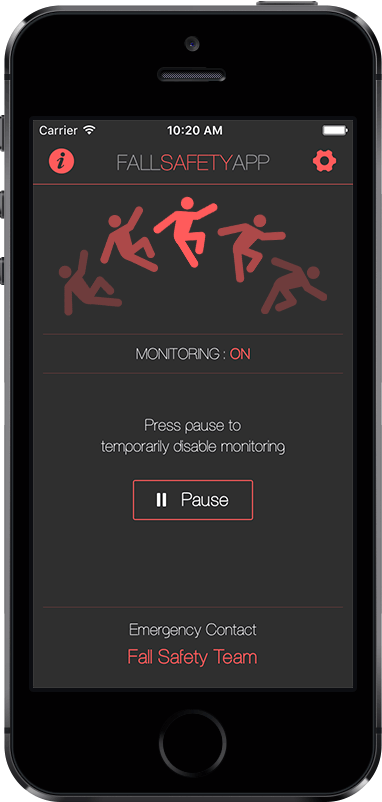 Carrier 10:20 AM
i FALLSAFETYAPP
MONITORING : ON
Press pause to
temporarily disable monitoring
Pause
Emergency Contact
Fall Safety Team